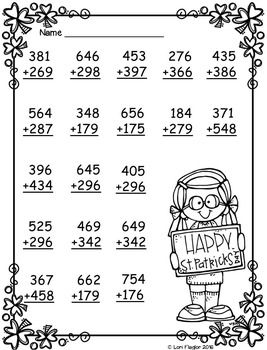 Name
381 646 453 276 435
+269 +298 +397 +366 +386
564 348 656 184 371
+287 +179 +175 +279 +548
396 645 405
+434 +296 +296
525 469 649
+296 +342 +342
367 662 754
+458 +179 +176
HAPPY
St. Patrick's
© Lori Flaglor 2016